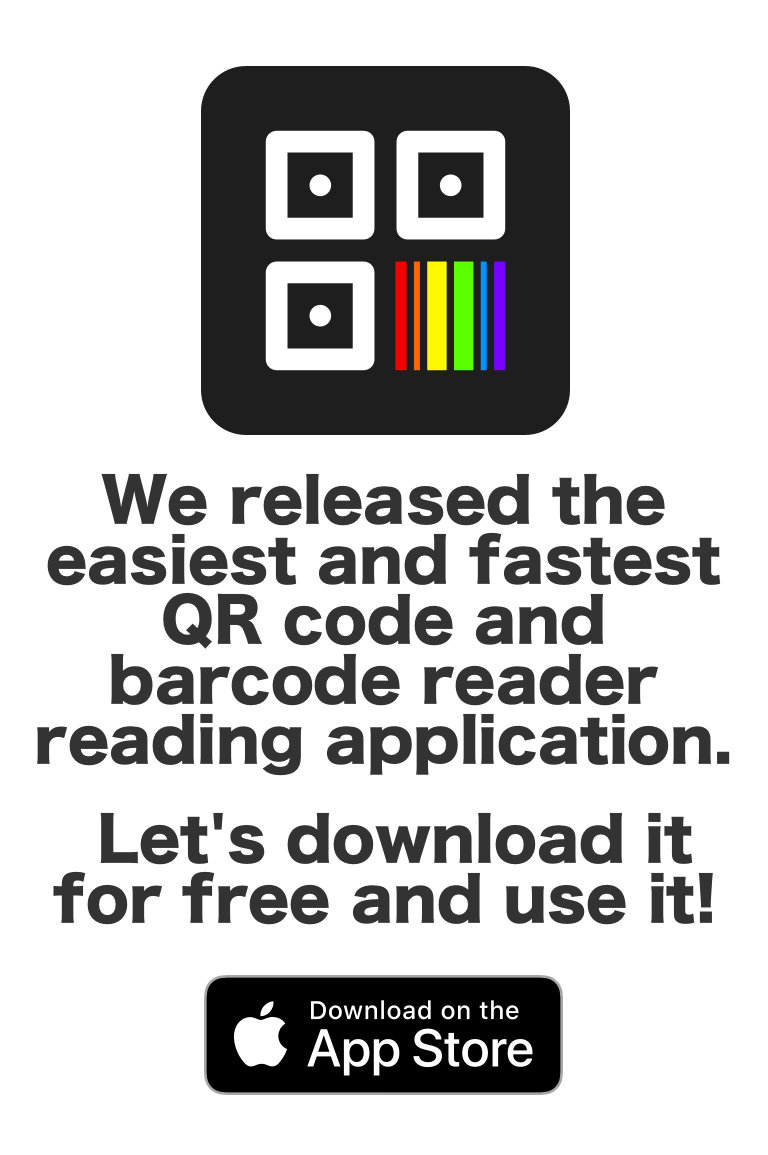 We released the
easiest and fastest
QR code and
barcode reader
reading application.
Let's download it
for free and use it!
Download on the
App Store